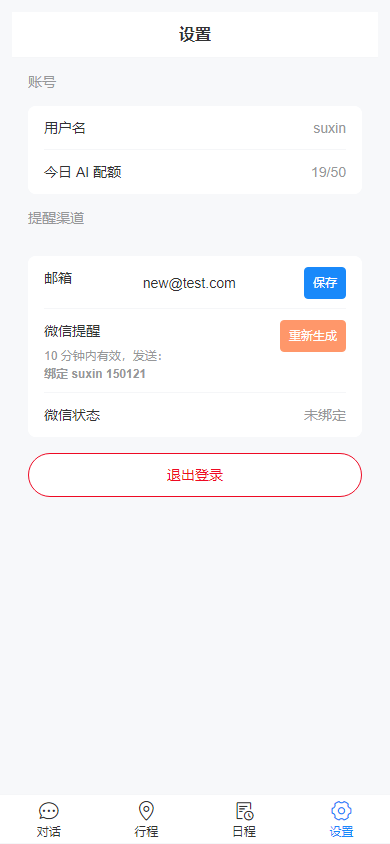 设置
账号
用户名 suxin
今日 AI 配额 19/50
提醒渠道
邮箱 new@test.com 保存
微信提醒 重新生成
10 分钟内有效，发送：
绑定 suxin 150121
微信状态 未绑定
退出登录
对话 行程 日程 设置